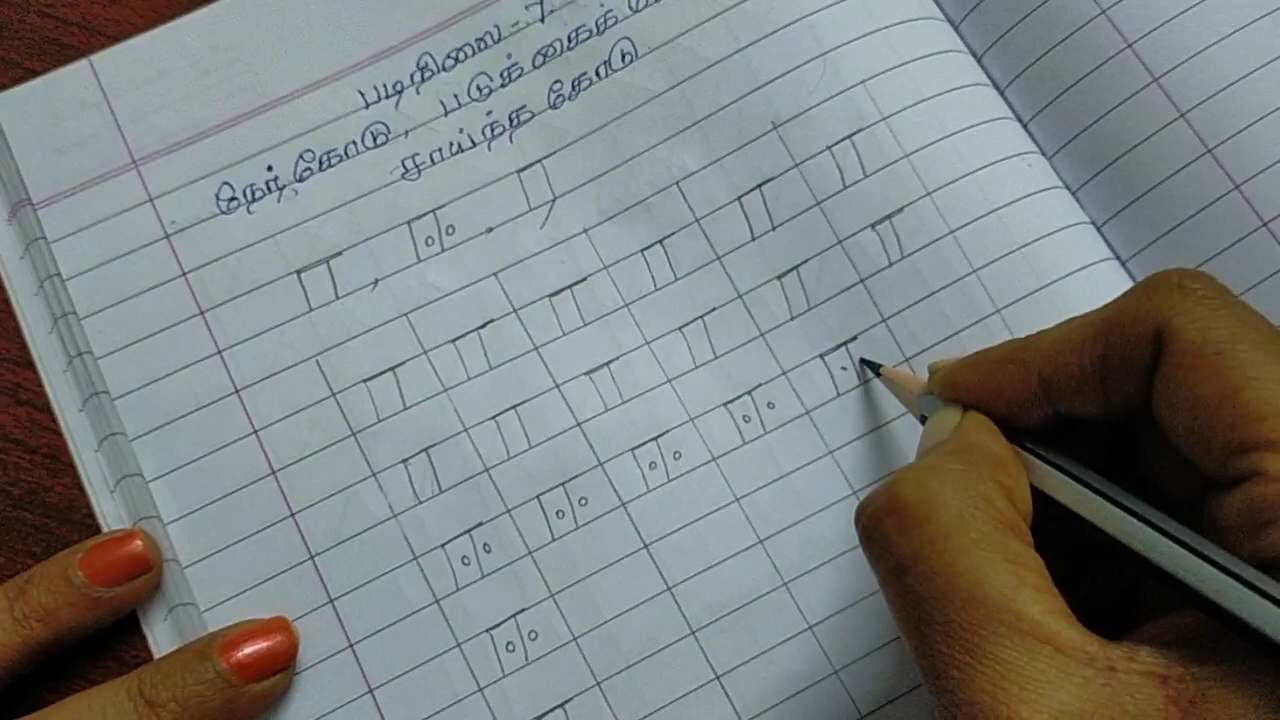 படிநிலை - 7
நேர்கோடு, படுக்கைக்
சாய்ந்த கோடு